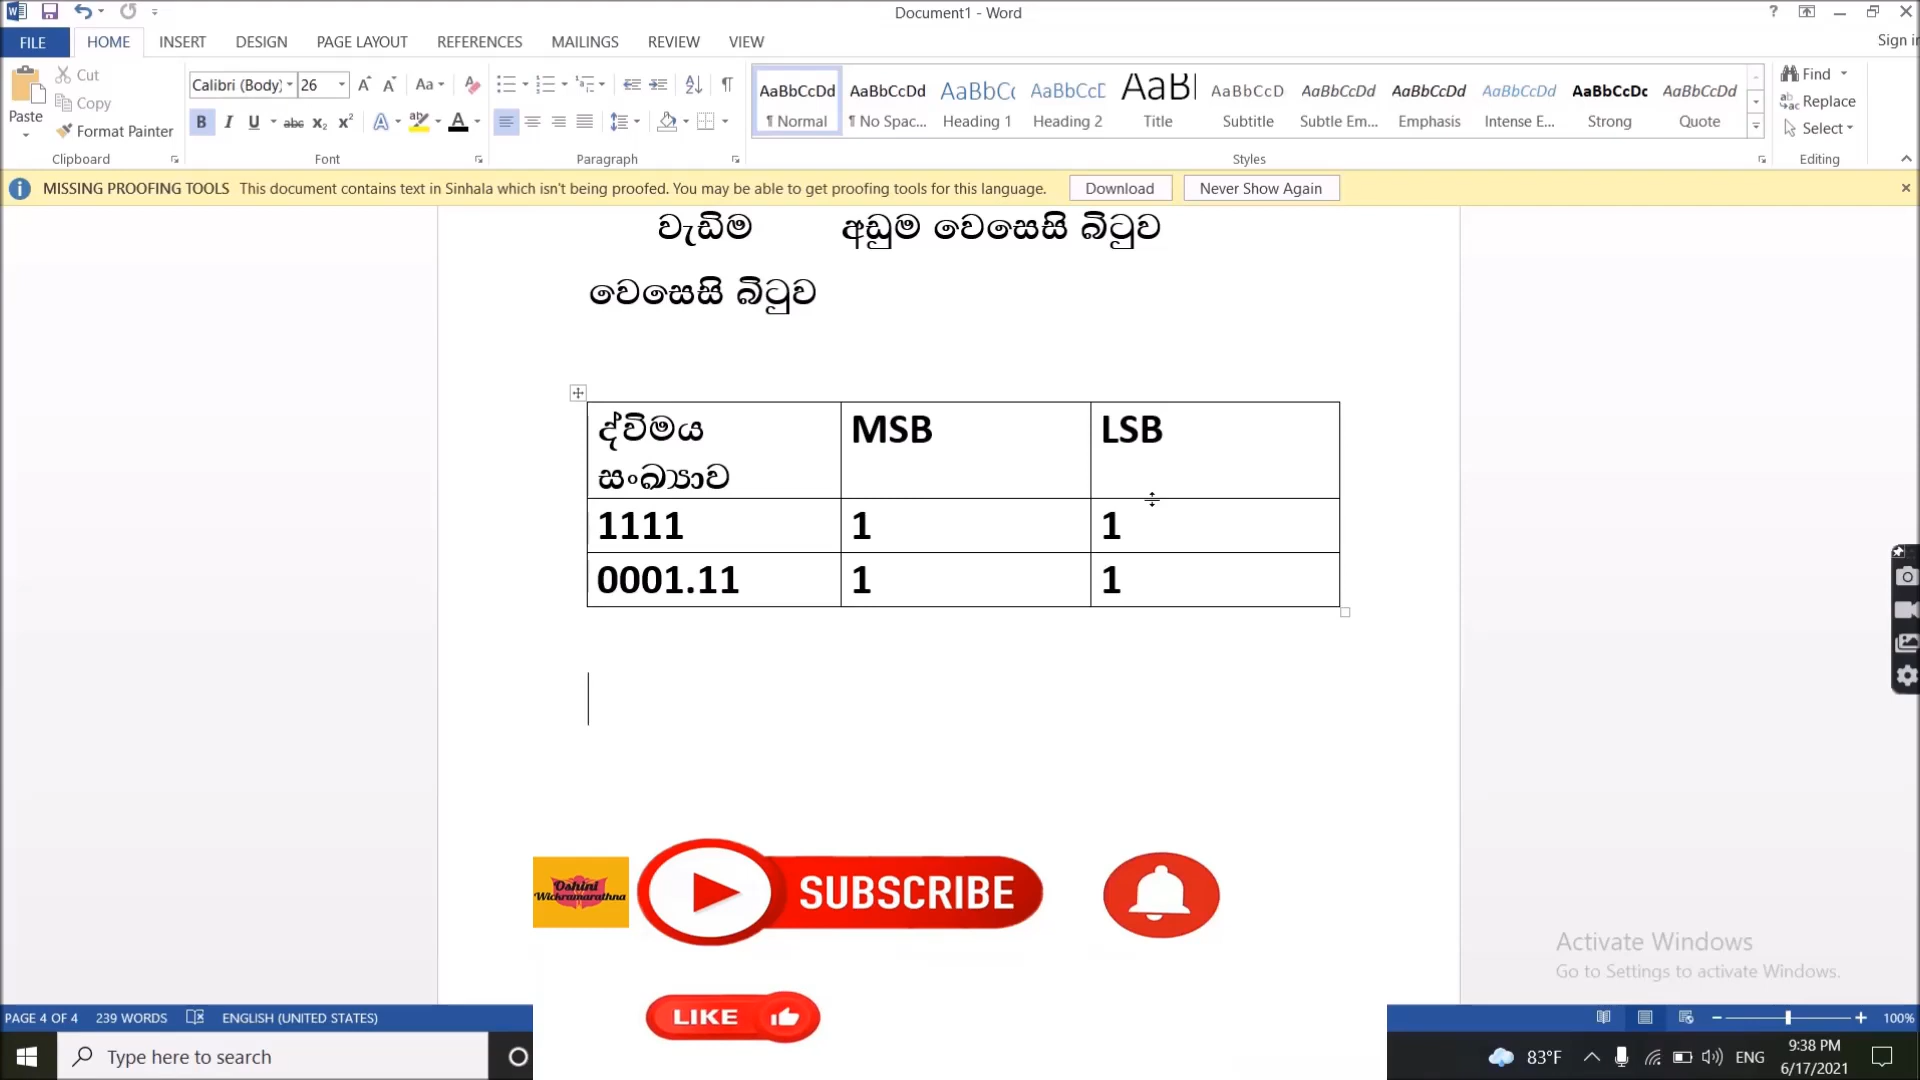 Document1 - Word
Sign in
FILE HOME INSERT DESIGN PAGE LAYOUT REFERENCES MAILINGS REVIEW VIEW
Paste
Cut
Copy
Format Painter
Clipboard
Calibri (Body) 26
Font
Paragraph
AaBbCcDd AaBbCcDd AaBbCc AaBbCcD AaBl AaBbCcD AaBbCcDd AaBbCcDd AaBbCcDd AaBbCcDc AaBbCcDd
¶ Normal ¶ No Spac... Heading 1 Heading 2 Title Subtitle Subtle Em... Emphasis Intense E... Strong Quote
Styles
Find
Replace
Select
Editing
MISSING PROOFING TOOLS This document contains text in Sinhala which isn't being proofed. You may be able to get proofing tools for this language. Download Never Show Again
වැඩිම අඩුම වෙසෙසි බිටුව
වෙසෙසි බිටුව
ද්විමය සංඛ්‍යාව MSB LSB
1111 1 1
0001.11 1 1
Oshini
Wickramarathna
SUBSCRIBE
LIKE
Activate Windows
Go to Settings to activate Windows.
PAGE 4 OF 4 239 WORDS ENGLISH (UNITED STATES) 100%
Type here to search
83°F ENG
9:38 PM
6/17/2021